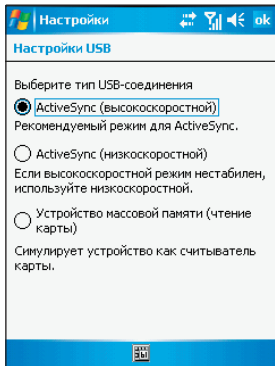 Настройки
ok
Настройки USB
Выберите тип USB-соединения
ActiveSync (высокоскоростной)
Рекомендуемый режим для ActiveSync.
ActiveSync (низкоскоростной)
Если высокоскоростной режим нестабилен,
используйте низкоскоростной.
Устройство массовой памяти (чтение
карты)
Симулирует устройство как считыватель
карты.